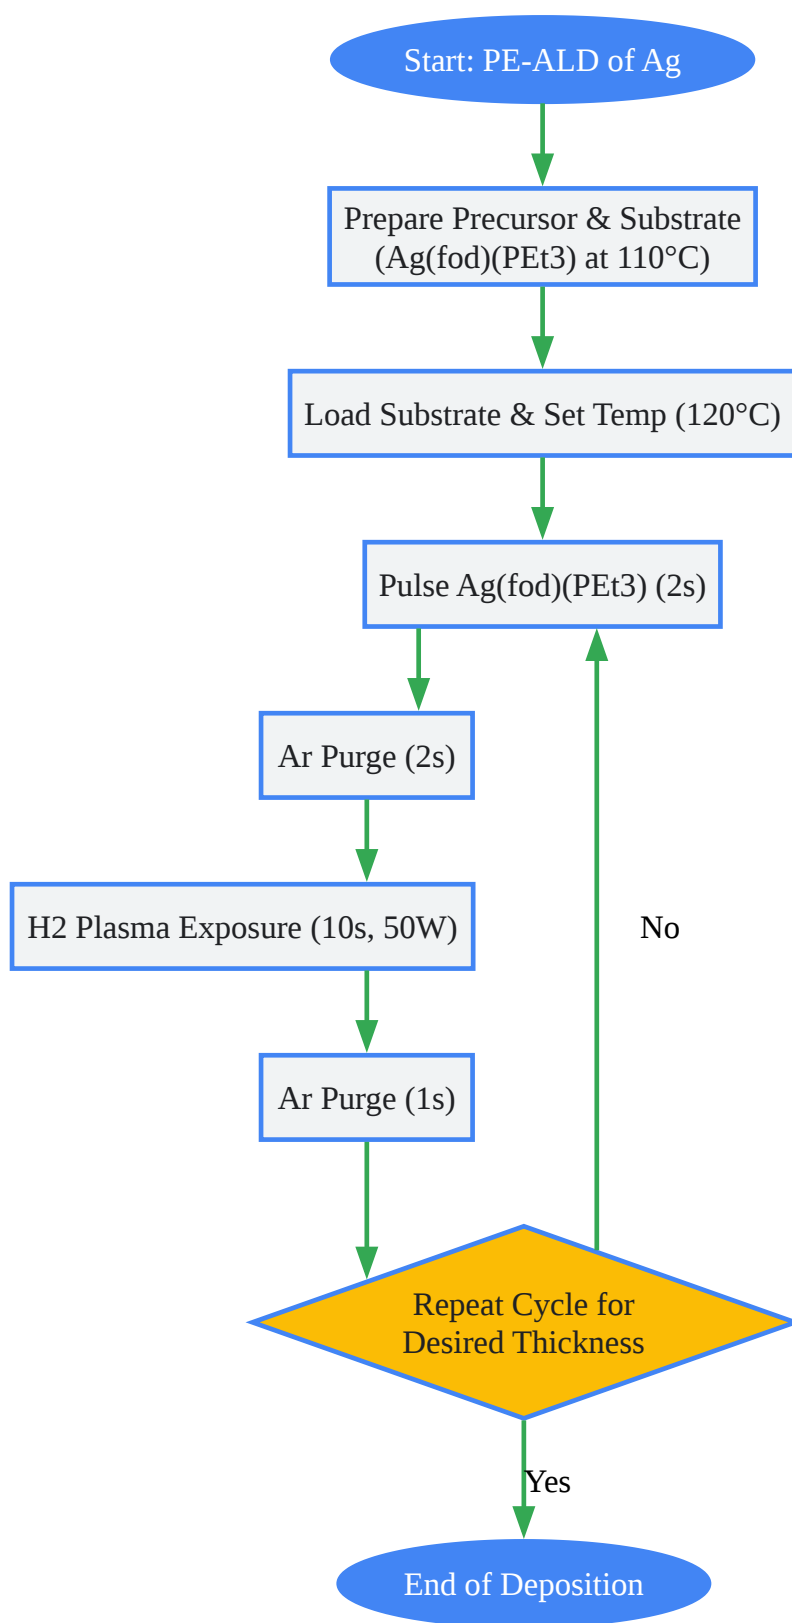 Start: PE-ALD of Ag
Prepare Precursor & Substrate
(Ag(fod)(PEt3) at 110°C)
Load Substrate & Set Temp (120°C)
Pulse Ag(fod)(PEt3) (2s)
Ar Purge (2s)
H2 Plasma Exposure (10s, 50W)
No
Ar Purge (1s)
Repeat Cycle for
Desired Thickness
Yes
End of Deposition